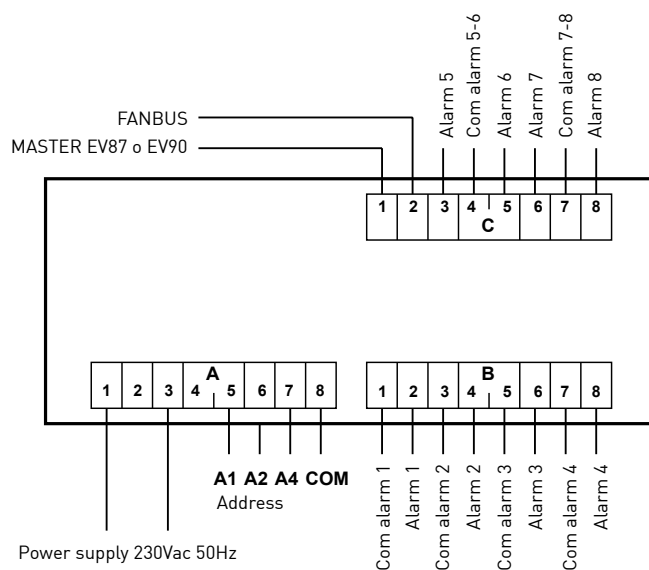 Alarm 5
Com alarm 5-6
Alarm 6
Alarm 7
Com alarm 7-8
Alarm 8
FANBUS
MASTER EV87 o EV90
1 2 3 4 5 6 7 8
C
A
1 2 3 4 5 6 7 8
B
1 2 3 4 5 6 7 8
A1 A2 A4 COM
Address
Com alarm 1
Alarm 1
Com alarm 2
Alarm 2
Com alarm 3
Alarm 3
Com alarm 4
Alarm 4
Power supply 230Vac 50Hz